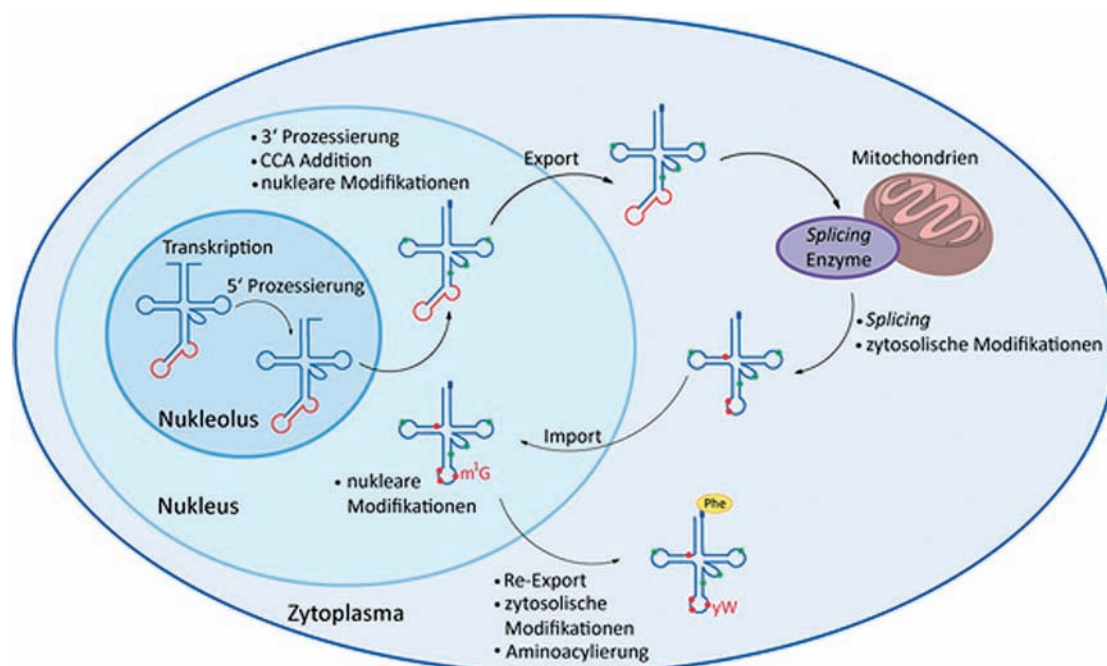 • 3‘ Prozessierung
• CCA Addition
• nukleare Modifikationen
Export
Mitochondrien
Splicing
Enzyme
Transkription
5‘ Prozessierung
• Splicing
• zytosolische Modifikationen
Nukleolus
Import
m¹G
• nukleare
Modifikationen
Nukleus
Phe
• Re-Export
• zytosolische
Modifikationen
• Aminoacylierung
yW
Zytoplasma